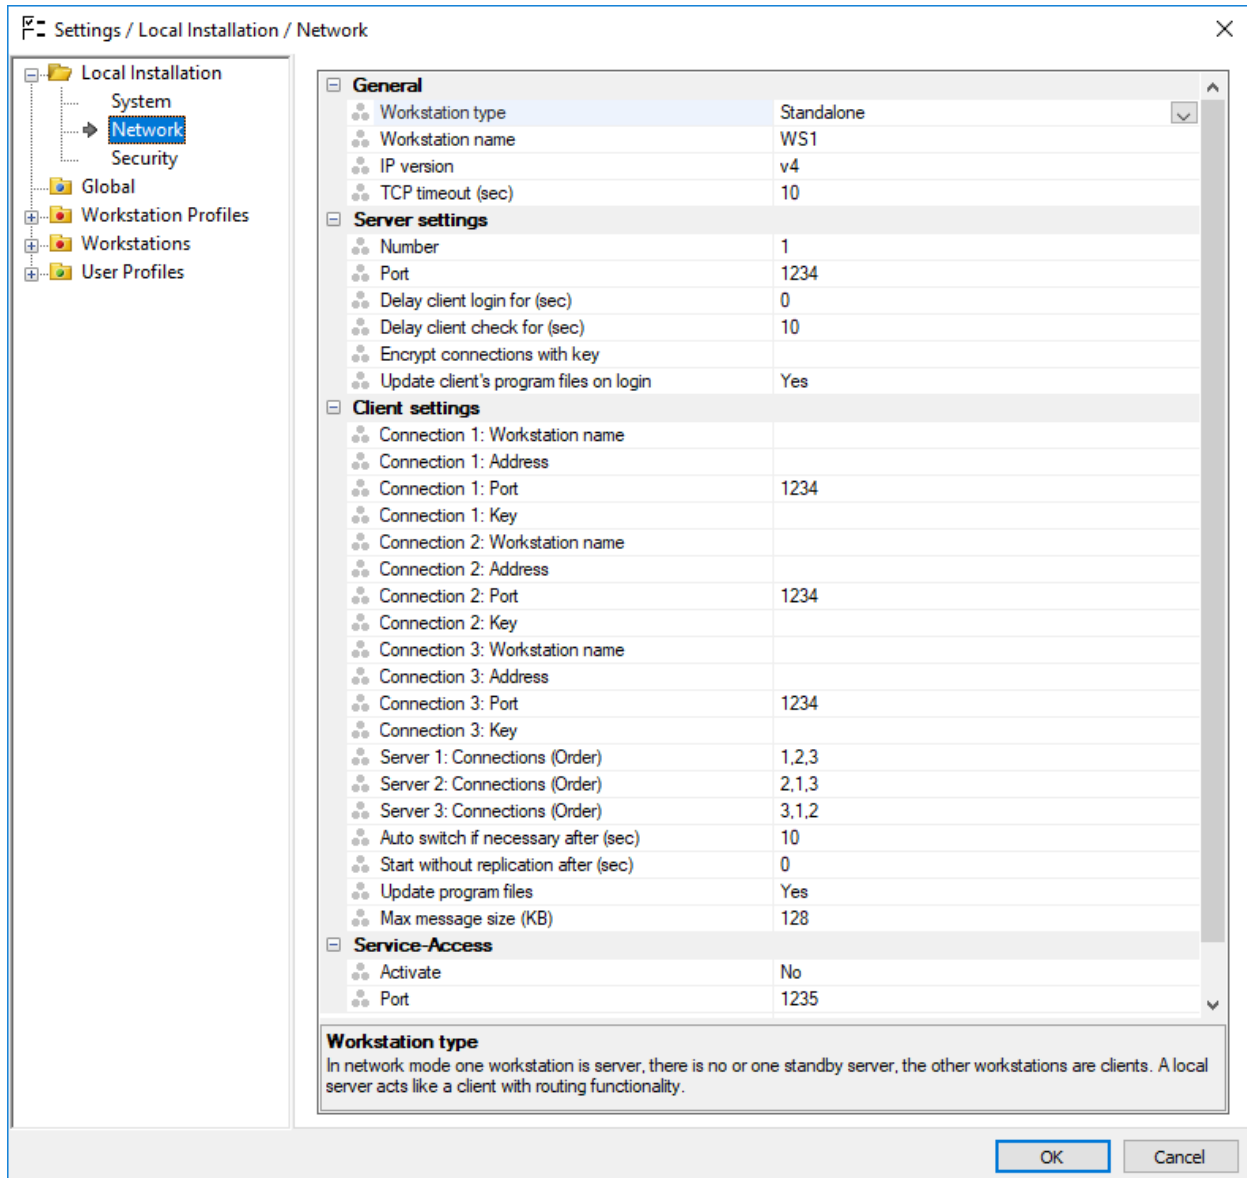 Settings / Local Installation / Network
Local Installation
System
Network
Security
Global
Workstation Profiles
Workstations
User Profiles
General
Workstation type Standalone
Workstation name WS1
IP version v4
TCP timeout (sec) 10
Server settings
Number 1
Port 1234
Delay client login for (sec) 0
Delay client check for (sec) 10
Encrypt connections with key
Update client's program files on login Yes
Client settings
Connection 1: Workstation name
Connection 1: Address
Connection 1: Port 1234
Connection 1: Key
Connection 2: Workstation name
Connection 2: Address
Connection 2: Port 1234
Connection 2: Key
Connection 3: Workstation name
Connection 3: Address
Connection 3: Port 1234
Connection 3: Key
Server 1: Connections (Order) 1,2,3
Server 2: Connections (Order) 2,1,3
Server 3: Connections (Order) 3,1,2
Auto switch if necessary after (sec) 10
Start without replication after (sec) 0
Update program files Yes
Max message size (KB) 128
Service-Access
Activate No
Port 1235
Workstation type
In network mode one workstation is server, there is no or one standby server, the other workstations are clients. A local
server acts like a client with routing functionality.
OK Cancel